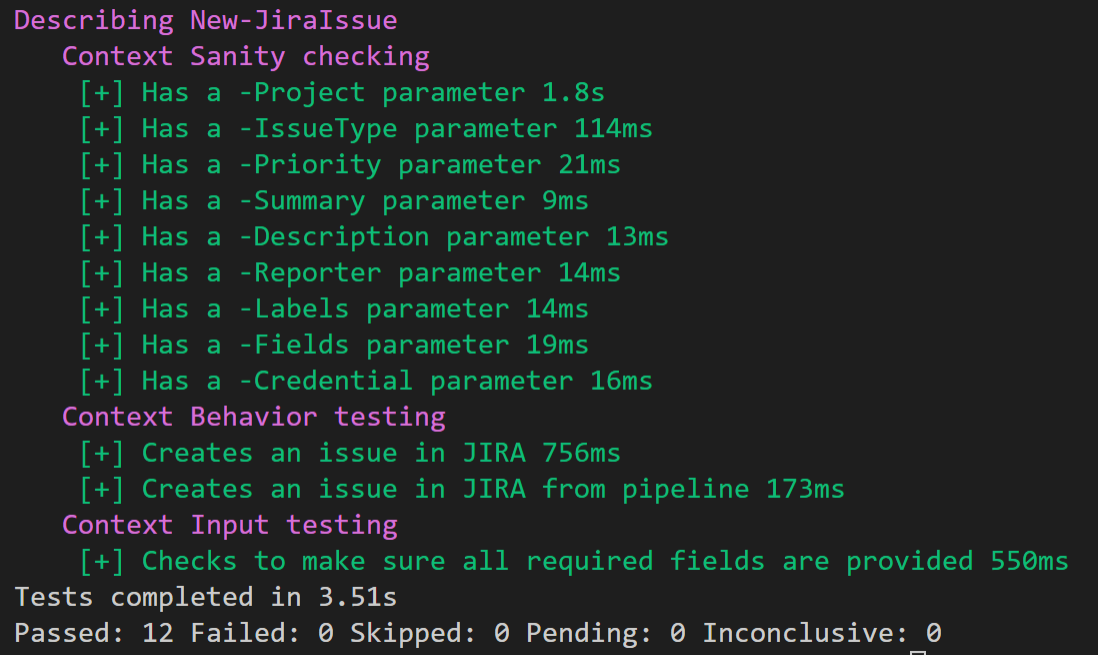 Describing New-JiraIssue
Context Sanity checking
[+] Has a -Project parameter 1.8s
[+] Has a -IssueType parameter 114ms
[+] Has a -Priority parameter 21ms
[+] Has a -Summary parameter 9ms
[+] Has a -Description parameter 13ms
[+] Has a -Reporter parameter 14ms
[+] Has a -Labels parameter 14ms
[+] Has a -Fields parameter 19ms
[+] Has a -Credential parameter 16ms
Context Behavior testing
[+] Creates an issue in JIRA 756ms
[+] Creates an issue in JIRA from pipeline 173ms
Context Input testing
[+] Checks to make sure all required fields are provided 550ms
Tests completed in 3.51s
Passed: 12 Failed: 0 Skipped: 0 Pending: 0 Inconclusive: 0